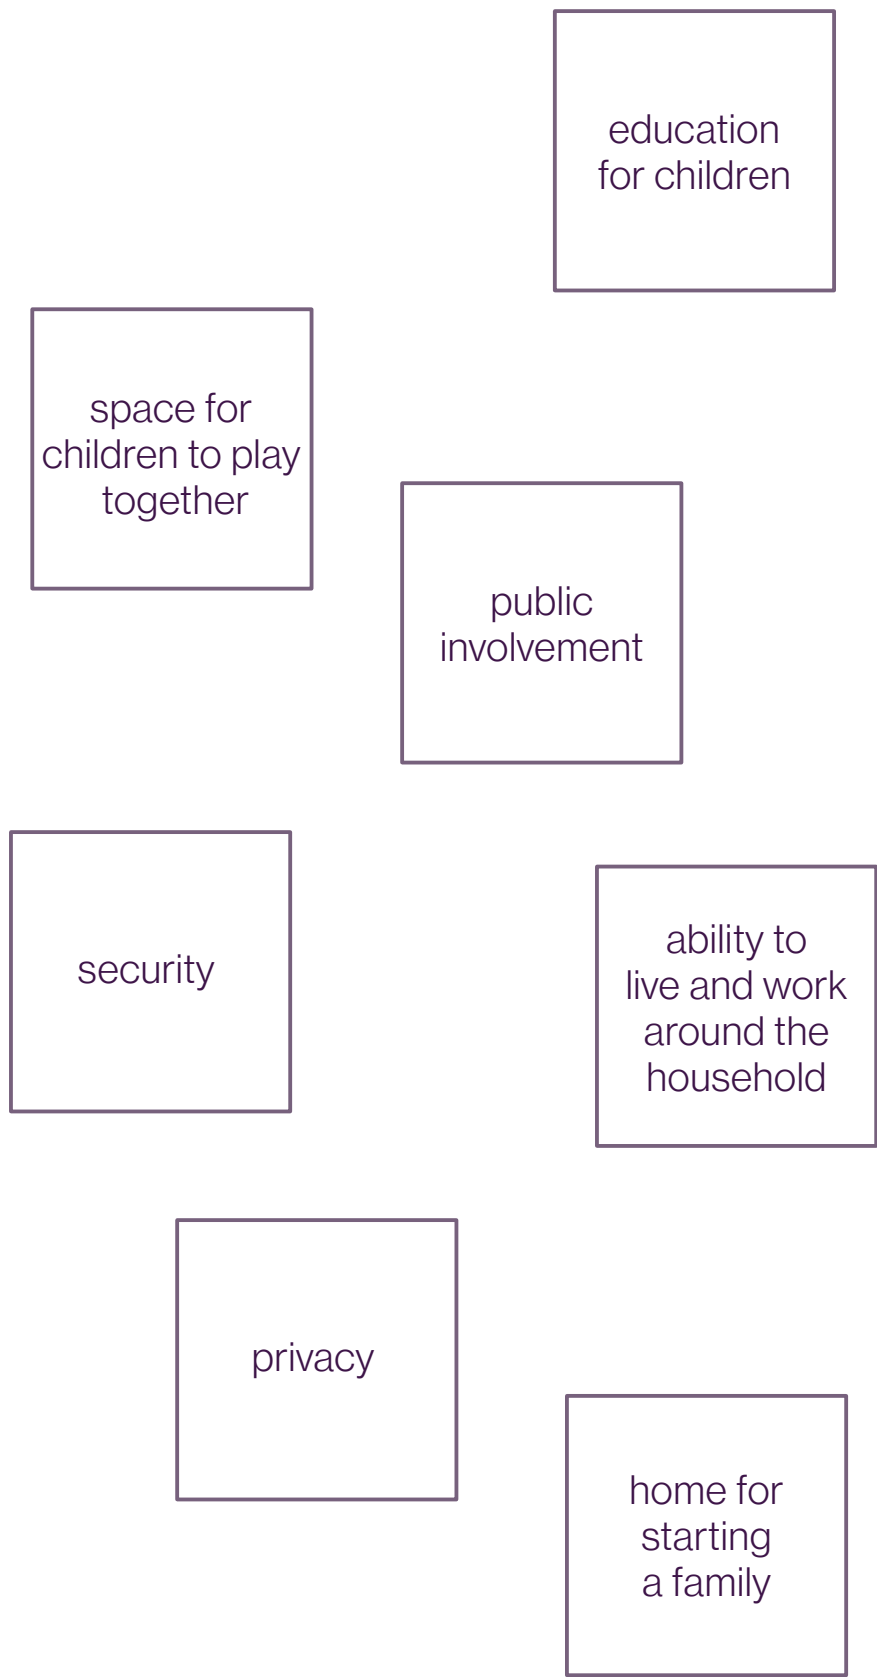 education
for children
space for
children to play
together
public
involvement
security
ability to
live and work
around the
household
privacy
home for
starting
a family